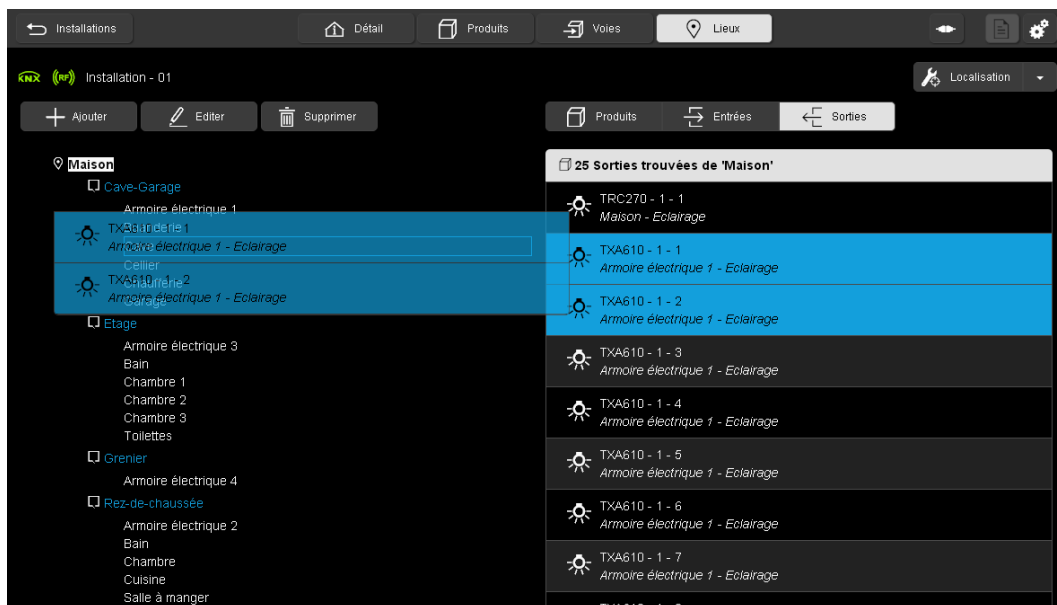 Installations
Détail
Produits
Voies
Lieux
KNX
RF
Installation - 01
Localisation
Ajouter
Editer
Supprimer
Produits
Entrées
Sorties
Maison
Cave-Garage
Armoire électrique 1
TXA610 - 1 - 1
Armoire électrique 1 - Eclairage
Cellier
TXA610 - 1 - 2
Chaufferie
Armoire électrique 1 - Eclairage
Garage
Etage
Armoire électrique 3
Bain
Chambre 1
Chambre 2
Chambre 3
Toilettes
Grenier
Armoire électrique 4
Rez-de-chaussée
Armoire électrique 2
Bain
Chambre
Cuisine
Salle à manger
25 Sorties trouvées de 'Maison'
TRC270 - 1 - 1
Maison - Eclairage
TXA610 - 1 - 1
Armoire électrique 1 - Eclairage
TXA610 - 1 - 2
Armoire électrique 1 - Eclairage
TXA610 - 1 - 3
Armoire électrique 1 - Eclairage
TXA610 - 1 - 4
Armoire électrique 1 - Eclairage
TXA610 - 1 - 5
Armoire électrique 1 - Eclairage
TXA610 - 1 - 6
Armoire électrique 1 - Eclairage
TXA610 - 1 - 7
Armoire électrique 1 - Eclairage